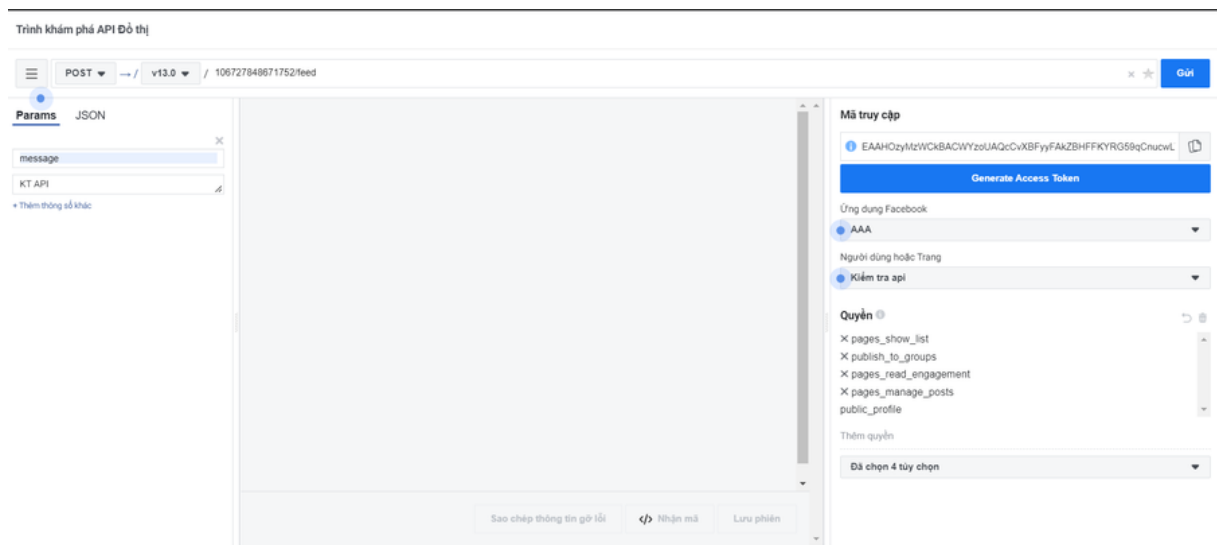 Trình khám phá API Đồ thị
POST → / v13.0 / 106727848671752/feed
Gửi
Params JSON
message
KT API
+ Thêm thông số khác
Sao chép thông tin gỡ lỗi </> Nhận mã Lưu phiên
Mã truy cập
EAAHOzyMzWCkBACWYzoUAQcCvXBFyyFAkZBHFFKYRG59qCnucwL
Generate Access Token
Ứng dụng Facebook
AAA
Người dùng hoặc Trang
Kiểm tra api
Quyền
pages_show_list
publish_to_groups
pages_read_engagement
pages_manage_posts
public_profile
Thêm quyền
Đã chọn 4 tùy chọn